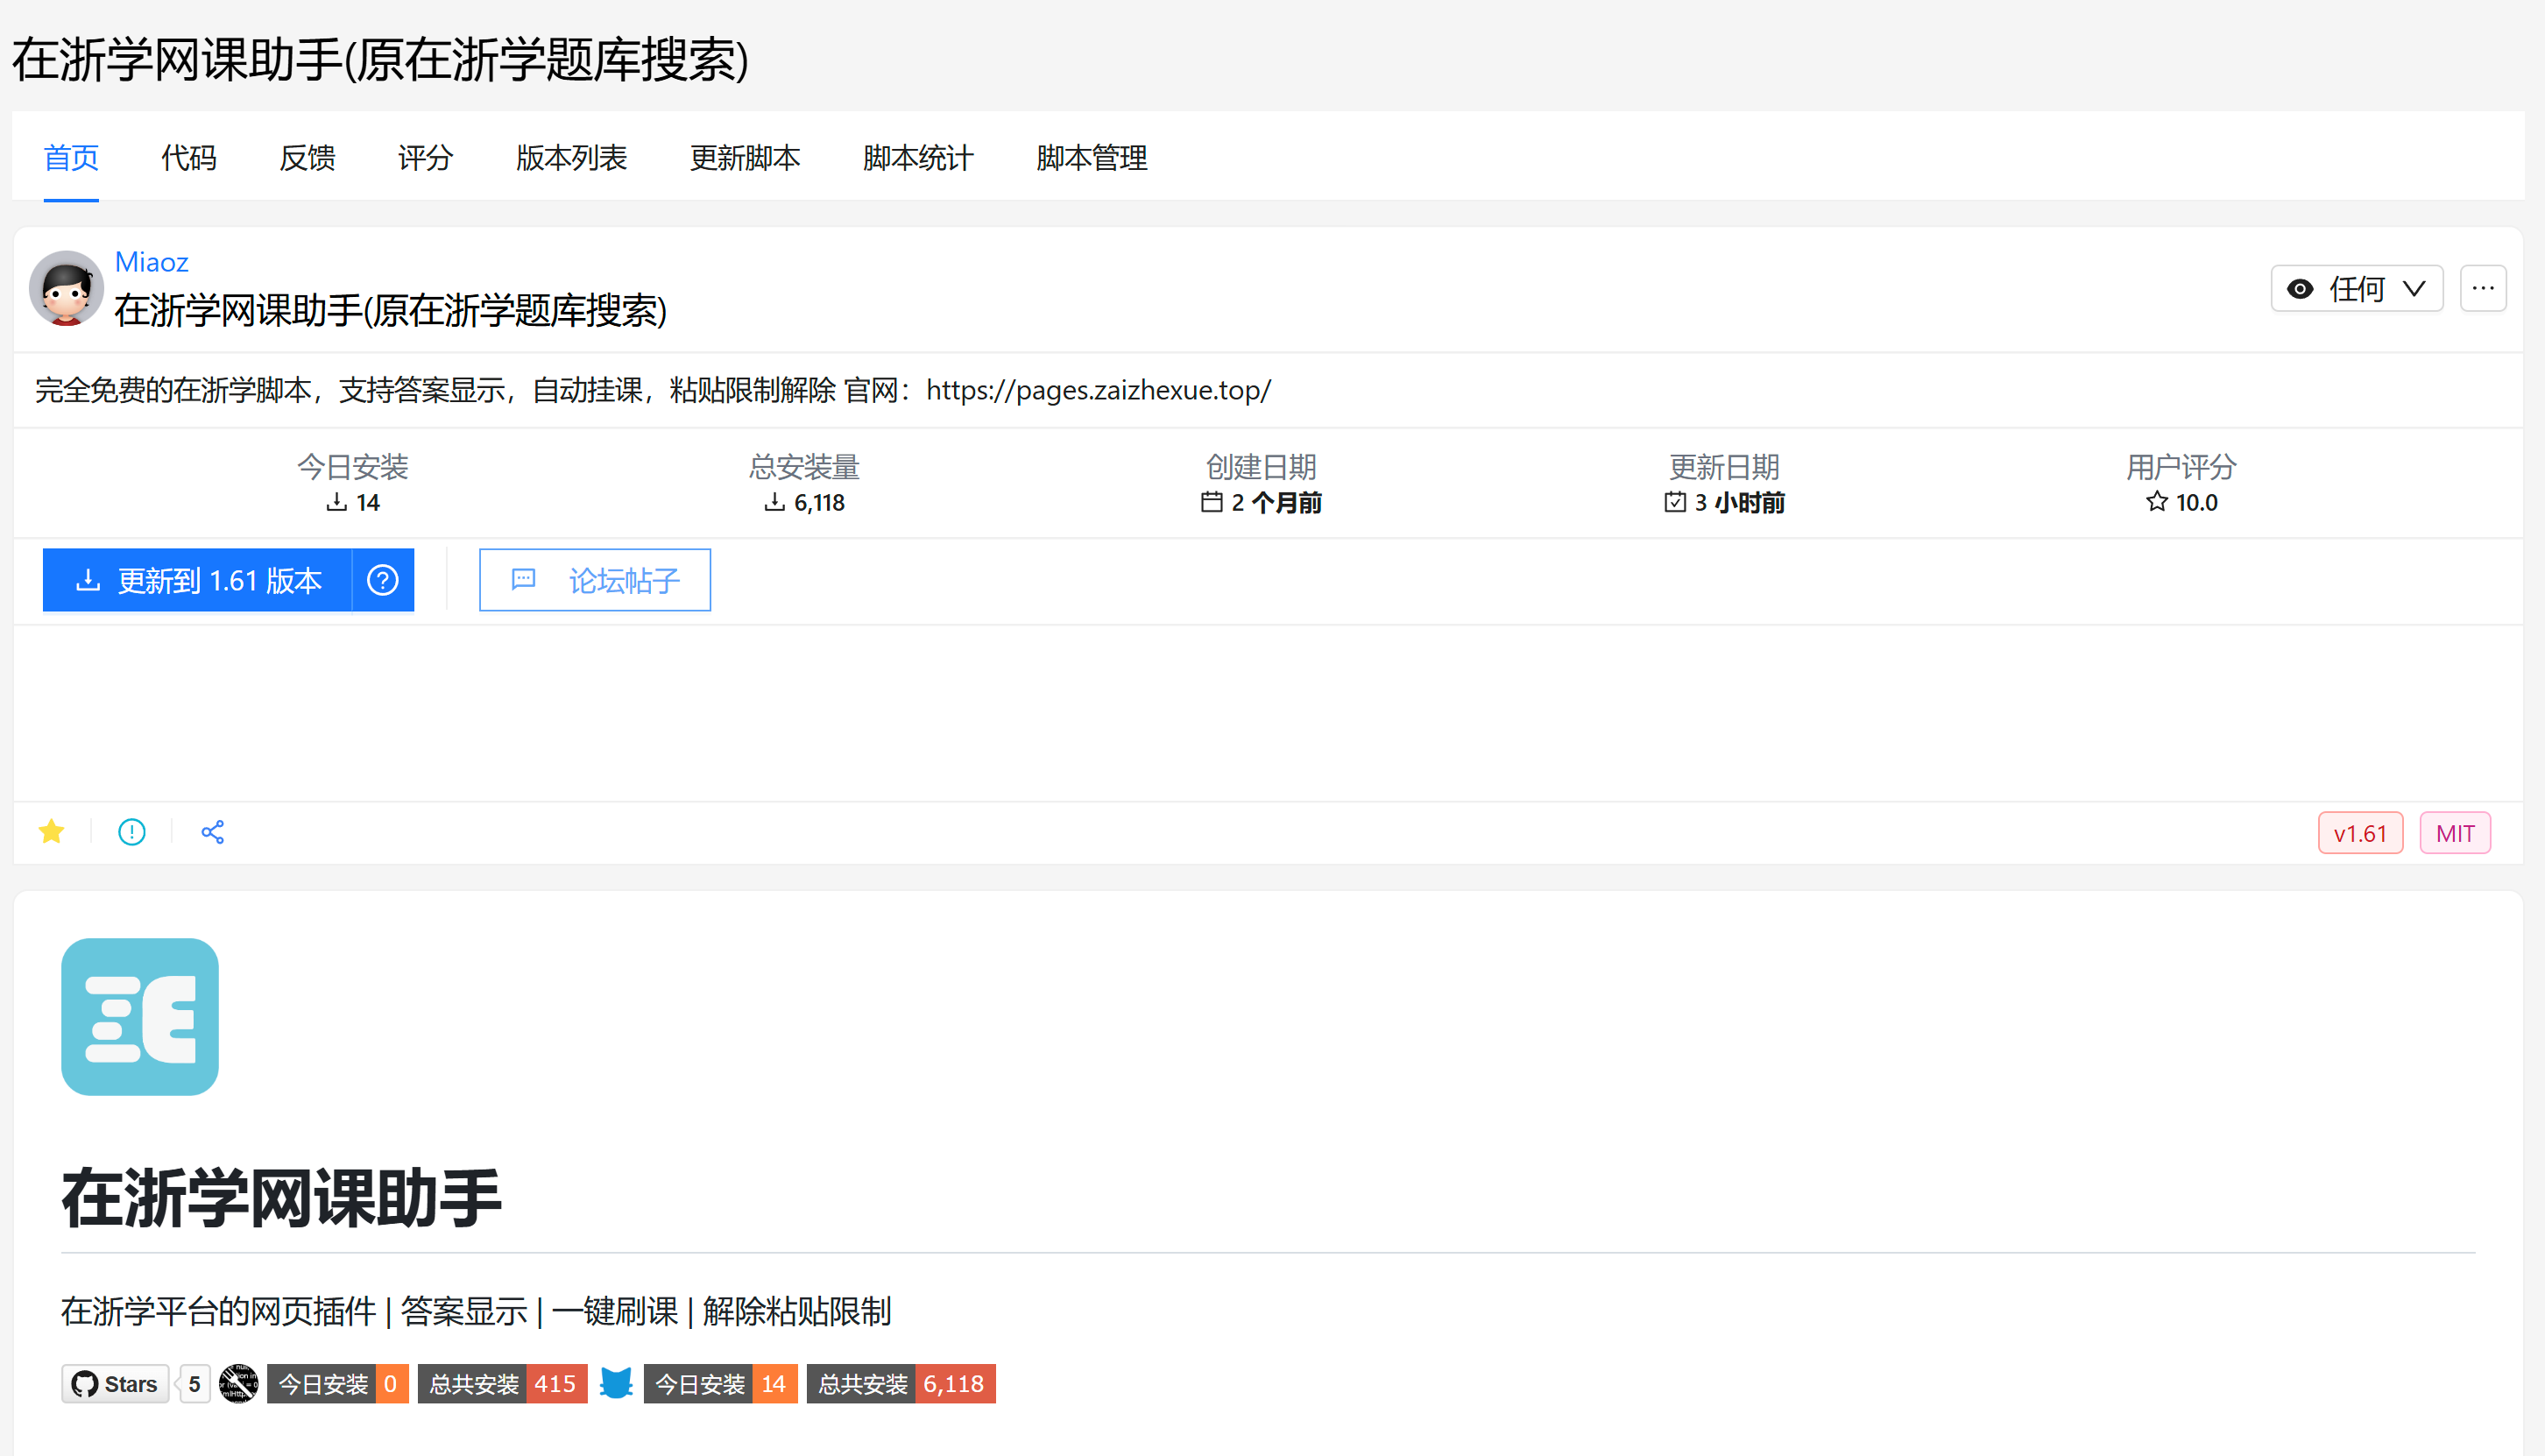 在浙学网课助手(原在浙学题库搜索)
首页 代码 反馈 评分 版本列表 更新脚本 脚本统计 脚本管理
Miaoz
在浙学网课助手(原在浙学题库搜索)
任何
完全免费的在浙学脚本，支持答案显示，自动挂课，粘贴限制解除 官网：https://pages.zaizhexue.top/
今日安装 总安装量 创建日期 更新日期 用户评分
14 6,118 2 个月前 3 小时前 10.0
更新到 1.61 版本 论坛帖子
v1.61 MIT
在浙学网课助手
在浙学平台的网页插件 | 答案显示 | 一键刷课 | 解除粘贴限制
Stars 5 今日安装 0 总共安装 415 今日安装 14 总共安装 6,118